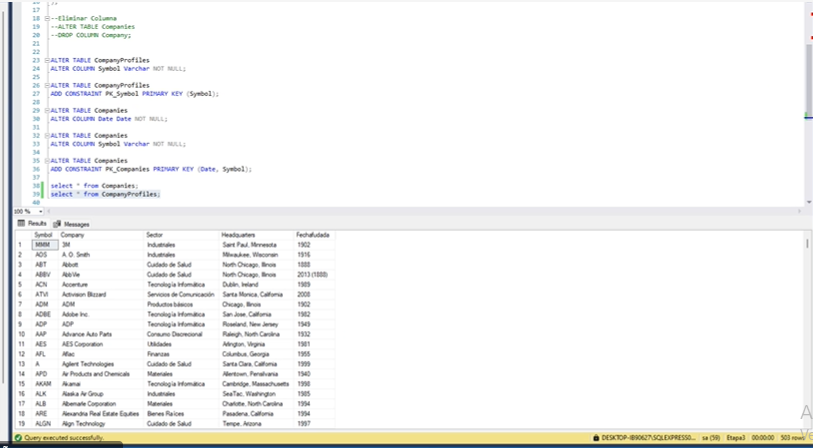 17
18 --Eliminar Columna
19 --ALTER TABLE Companies
20 --DROP COLUMN Company;
21
22
23 ALTER TABLE CompanyProfiles
24 ALTER COLUMN Symbol Varchar NOT NULL;
25
26 ALTER TABLE CompanyProfiles
27 ADD CONSTRAINT PK_Symbol PRIMARY KEY (Symbol);
28
29 ALTER TABLE Companies
30 ALTER COLUMN Date Date NOT NULL;
31
32 ALTER TABLE Companies
33 ALTER COLUMN Symbol Varchar NOT NULL;
34
35 ALTER TABLE Companies
36 ADD CONSTRAINT PK_Companies PRIMARY KEY (Date, Symbol);
37
38 select * from Companies;
39 select * from CompanyProfiles;
40
100 %
Results Messages
Symbol Company Sector Headquarters Fechafudada
1 MMM 3M Industriales Saint Paul, Minnesota 1902
2 AOS A. O. Smith Industriales Milwaukee, Wisconsin 1916
3 ABT Abbott Cuidado de Salud North Chicago, Illinois 1888
4 ABBV AbbVie Cuidado de Salud North Chicago, Illinois 2013 (1888)
5 ACN Accenture Tecnología Informática Dublin, Ireland 1989
6 ATVI Activision Blizzard Servicios de Comunicación Santa Monica, California 2008
7 ADM ADM Productos básicos Chicago, Illinois 1902
8 ADBE Adobe Inc. Tecnología Informática San Jose, California 1982
9 ADP ADP Tecnología Informática Roseland, New Jersey 1949
10 AAP Advance Auto Parts Consumo Discrecional Raleigh, North Carolina 1932
11 AES AES Corporation Utilidades Arlington, Virginia 1981
12 AFL Aflac Finanzas Columbus, Georgia 1955
13 A Agilent Technologies Cuidado de Salud Santa Clara, California 1999
14 APD Air Products and Chemicals Materiales Allentown, Pensilvania 1940
15 AKAM Akamai Tecnología Informática Cambridge, Massachusetts 1998
16 ALK Alaska Air Group Industriales SeaTac, Washington 1985
17 ALB Albemarle Corporation Materiales Charlotte, North Carolina 1994
18 ARE Alexandria Real Estate Equities Bienes Raíces Pasadena, California 1994
19 ALGN Align Technology Cuidado de Salud Tempe, Arizona 1997
Query executed successfully. sa (59) Etapa3 00:00:00 503 rows